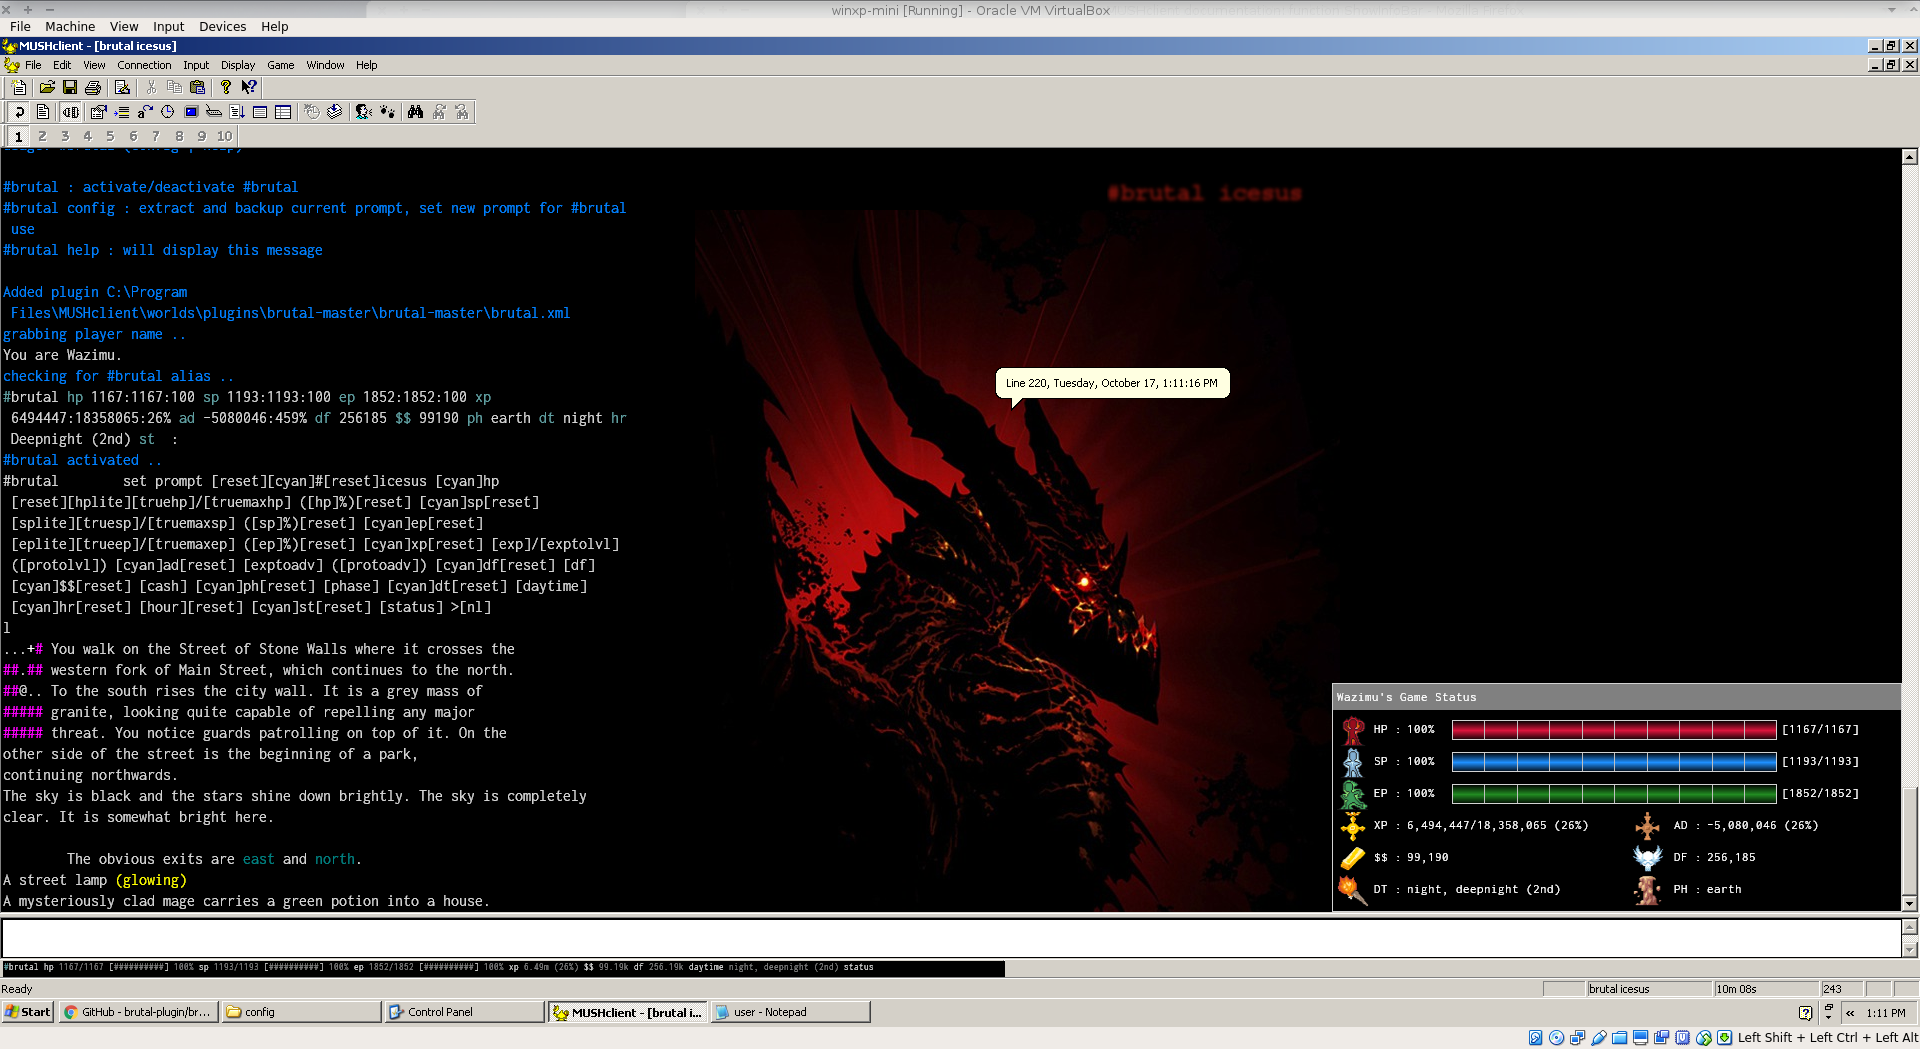 winxp-mini [Running] - Oracle VM VirtualBox
File Machine View Input Devices Help
MUSHclient - [brutal icesus]
File Edit View Connection Input Display Game Window Help
1 2 3 4 5 6 7 8 9 10
#brutal : activate/deactivate #brutal
#brutal config : extract and backup current prompt, set new prompt for #brutal
use
#brutal help : will display this message
Added plugin C:\Program
Files\MUSHclient\worlds\plugins\brutal-master\brutal-master\brutal.xml
grabbing player name ..
You are Wazimu.
checking for #brutal alias ..
#brutal hp 1167:1167:100 sp 1193:1193:100 ep 1852:1852:100 xp
6494447:18358065:26% ad -5080046:459% df 256185 $$ 99190 ph earth dt night hr
Deepnight (2nd) st  :
#brutal activated ..
#brutal        set prompt [reset][cyan]#[reset]icesus [cyan]hp
[reset][hplite][truehp]/[truemaxhp] ([hp]%)[reset] [cyan]sp[reset]
[splite][truesp]/[truemaxsp] ([sp]%)[reset] [cyan]ep[reset]
[eplite][trueep]/[truemaxep] ([ep]%)[reset] [cyan]xp[reset] [exp]/[exptolvl]
([protolvl]) [cyan]ad[reset] [exptoadv] ([protoadv]) [cyan]df[reset] [df]
[cyan]$$[reset] [cash] [cyan]ph[reset] [phase] [cyan]dt[reset] [daytime]
[cyan]hr[reset] [hour][reset] [cyan]st[reset] [status] >[nl]
l
...+# You walk on the Street of Stone Walls where it crosses the
##.## western fork of Main Street, which continues to the north.
##@.. To the south rises the city wall. It is a grey mass of
##### granite, looking quite capable of repelling any major
##### threat. You notice guards patrolling on top of it. On the
other side of the street is the beginning of a park,
continuing northwards.
The sky is black and the stars shine down brightly. The sky is completely
clear. It is somewhat bright here.
The obvious exits are east and north.
A street lamp (glowing)
A mysteriously clad mage carries a green potion into a house.
#brutal icesus
Line 220, Tuesday, October 17, 1:11:16 PM
Wazimu's Game Status
HP : 100% [1167/1167]
SP : 100% [1193/1193]
EP : 100% [1852/1852]
XP : 6,494,447/18,358,065 (26%) AD : -5,080,046 (26%)
$$ : 99,190 DF : 256,185
DT : night, deepnight (2nd) PH : earth
#brutal hp 1167/1167 [##########] 100% sp 1193/1193 [##########] 100% ep 1852/1852 [##########] 100% xp 6.49m (26%) $$ 99.19k df 256.19k daytime night, deepnight (2nd) status
Ready brutal icesus 10m 08s 243
Start GitHub - brutal-plugin/br... config Control Panel MUSHclient - [brutal i... user - Notepad « 1:11 PM
Left Shift + Left Ctrl + Left Alt